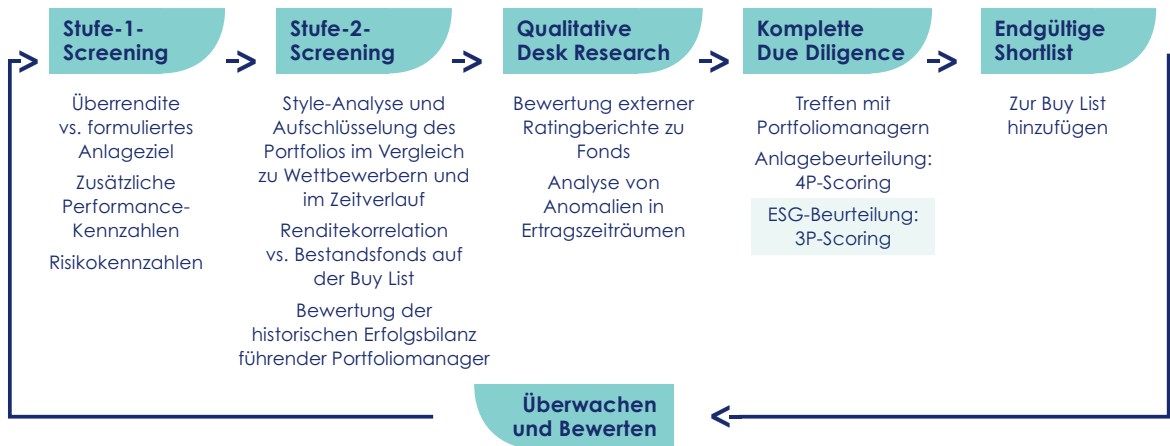 Stufe-1-
Screening
Überrendite
vs. formuliertes
Anlageziel
Zusätzliche
Performance-
Kennzahlen
Risikokennzahlen
Stufe-2-
Screening
Style-Analyse und
Aufschlüsselung des
Portfolios im Vergleich
zu Wettbewerbern und
im Zeitverlauf
Renditekorrelation
vs. Bestandsfonds auf
der Buy List
Bewertung der
historischen Erfolgsbilanz
führender Portfoliomanager
Qualitative
Desk Research
Bewertung externer
Ratingberichte zu
Fonds
Analyse von
Anomalien in
Ertragszeiträumen
Komplette
Due Diligence
Treffen mit
Portfoliomanagern
Anlagebeurteilung:
4P-Scoring
ESG-Beurteilung:
3P-Scoring
Endgültige
Shortlist
Zur Buy List
hinzufügen
Überwachen
und Bewerten